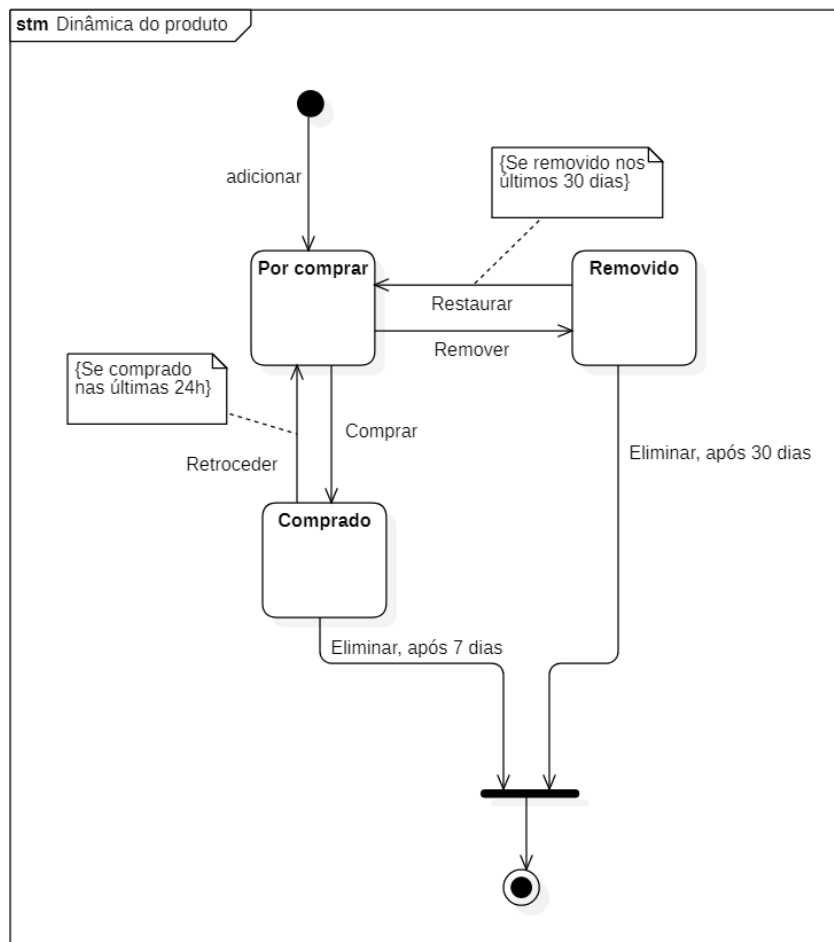 stm Dinâmica do produto
adicionar
{Se removido nos
últimos 30 dias}
Por comprar
Removido
Restaurar
Remover
{Se comprado
nas últimas 24h}
Comprar
Retroceder
Eliminar, após 30 dias
Comprado
Eliminar, após 7 dias